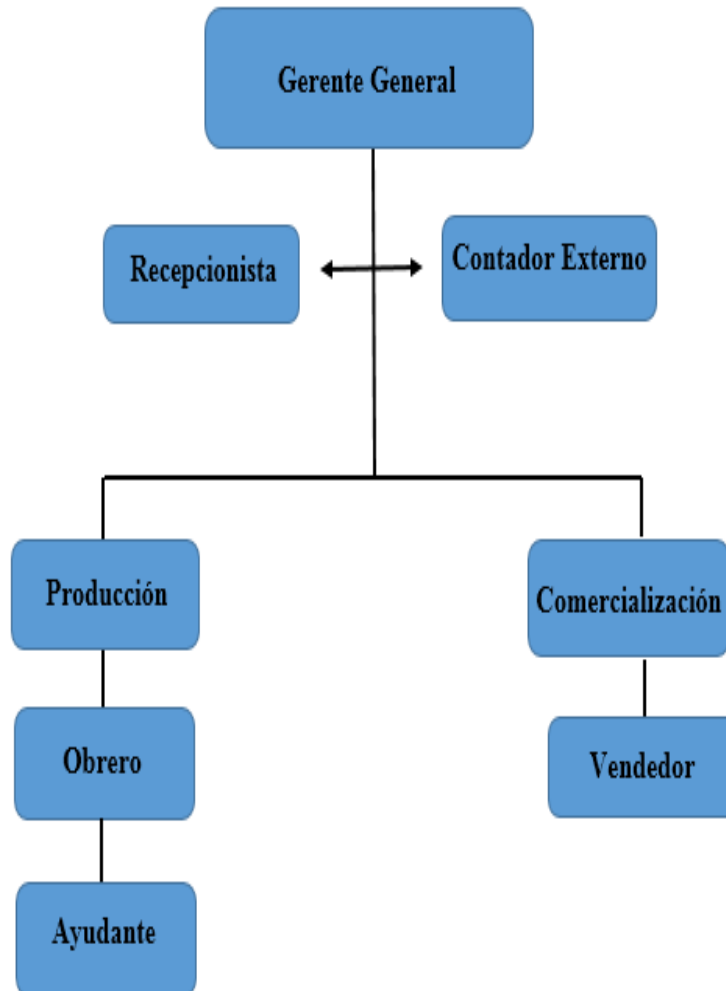 Gerente General
Recepcionista
Contador Externo
Producción
Comercialización
Obrero
Vendedor
Ayudante